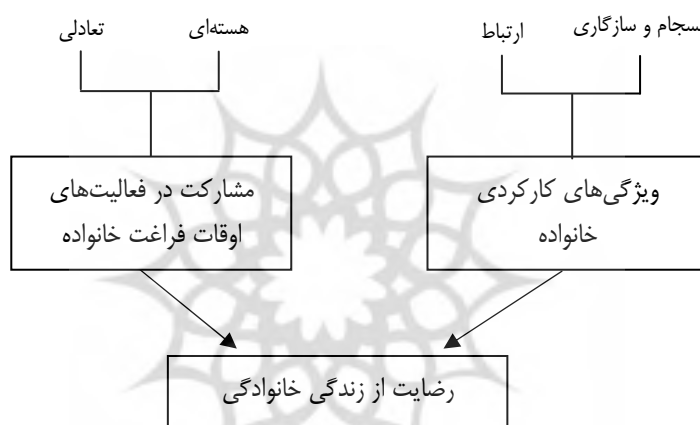 سجام و سازگاری
ارتباط
هسته‌ای
تعادلی
ویژگی‌های کارکردی
خانواده
مشارکت در فعالیت‌های
اوقات فراغت خانواده
رضایت از زندگی خانوادگی